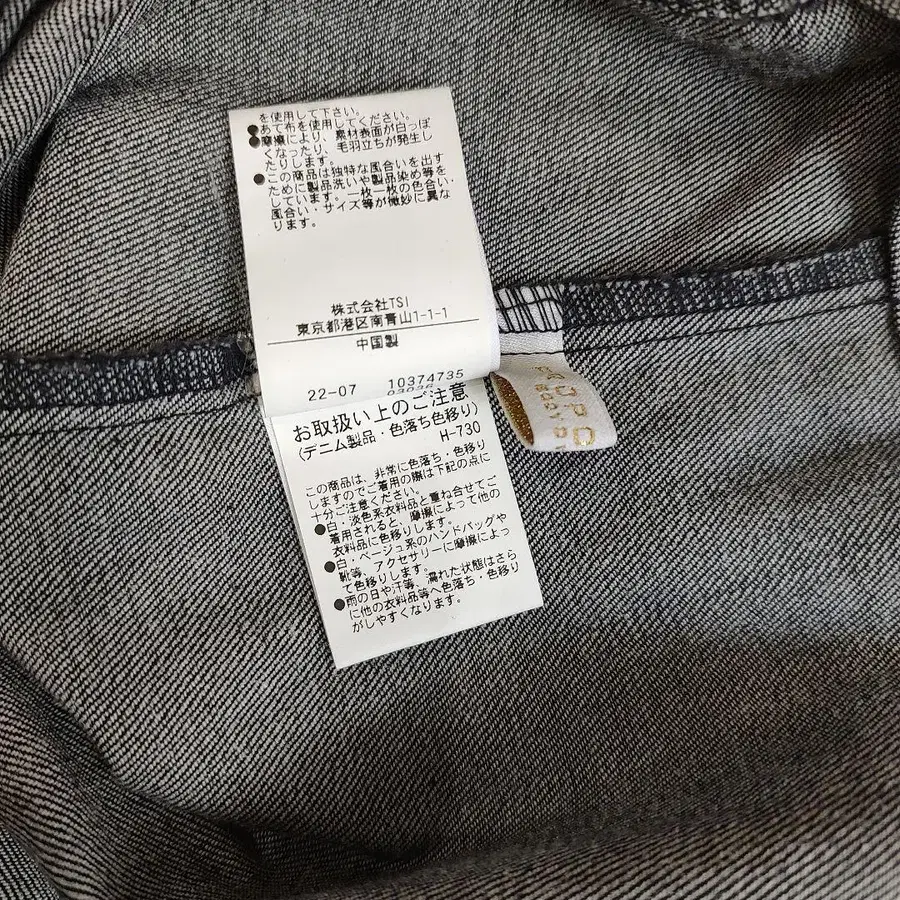 を使用して下さい。
●あて布を使用してください。
●摩擦により、素材表面が白っぽ
くなったり、毛羽立ちが発生し
たりします。
●この商品は独特な風合いを出す
ために製品洗いや製品染め等を
しています。一枚一枚の色合い・
風合い・サイズ等が微妙に異な
ります。
株式会社TSI
東京都港区南青山1-1-1
中国製
22-07 10374735
お取扱い上のご注意
(デニム製品・色落ち色移り)
H-730
この商品は、非常に色落ち・色移り
しますのでご着用の際は下記の点に
十分ご注意ください。
●白・淡色系衣料品と重ね合せてご
着用されると、摩擦によって他の
衣料品に色移りします。
●白・ベージュ系のハンドバッグや
靴等、アクセサリーに摩擦によっ
て色移りします。
●雨の日や汗等、濡れた状態はさら
に他の衣料品等へ色落ち・色移り
がしやすくなります。